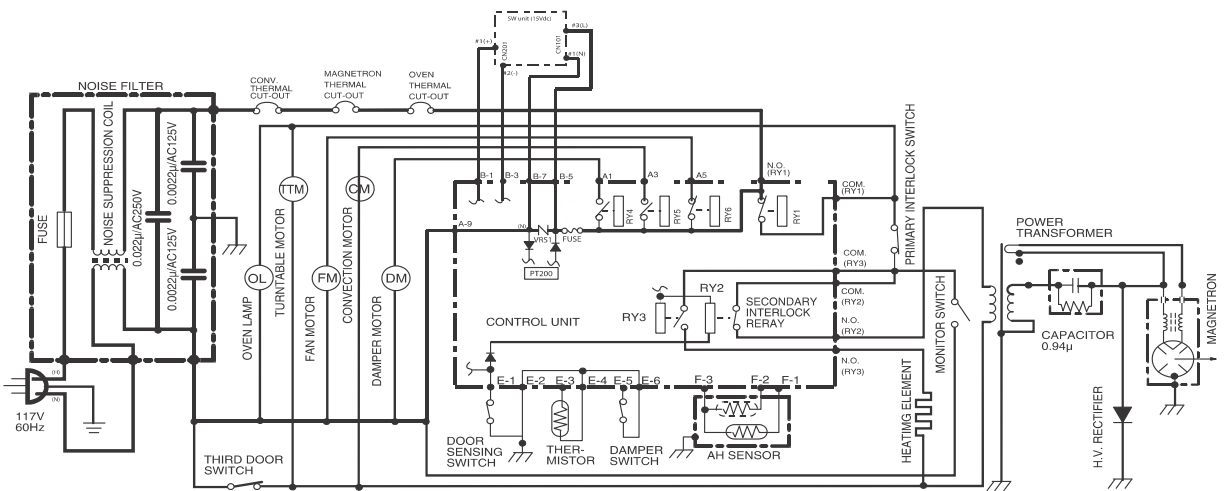 SW unit (15Vdc)
#1(+)
CN203
#2(-)
CN101
#3(L)
#1(N)
NOISE FILTER
CONV.
THERMAL
CUT-OUT
MAGNETRON
THERMAL
CUT-OUT
OVEN
THERMAL
CUT-OUT
FUSE
NOISE SUPPRESSION COIL
0.022µ/AC250V
0.0022µ/AC125V
0.0022µ/AC125V
(H)
(N)
117V
60Hz
OL
OVEN LAMP
TTM
TURNTABLE MOTOR
FM
FAN MOTOR
CM
CONVECTION MOTOR
DM
DAMPER MOTOR
THIRD DOOR
SWITCH
B-1
B-3
B-7
B-5
A1
A3
A5
N.O.
(RY1)
A-9
(N)
VRS1
FUSE
PT200
RY4
RY5
RY6
RY1
COM.
(RY1)
COM.
(RY3)
COM.
(RY2)
N.O.
(RY2)
N.O.
(RY3)
RY2
RY3
SECONDARY
INTERLOCK
RERAY
CONTROL UNIT
E-1
E-2
E-3
E-4
E-5
E-6
F-3
F-2
F-1
DOOR
SENSING
SWITCH
THER-
MISTOR
DAMPER
SWITCH
AH SENSOR
HEATIMG ELEMENT
PRIMARY INTERLOCK SWITCH
MONITOR SWITCH
POWER
TRANSFORMER
CAPACITOR
0.94µ
H.V. RECTIFIER
MAGNETRON